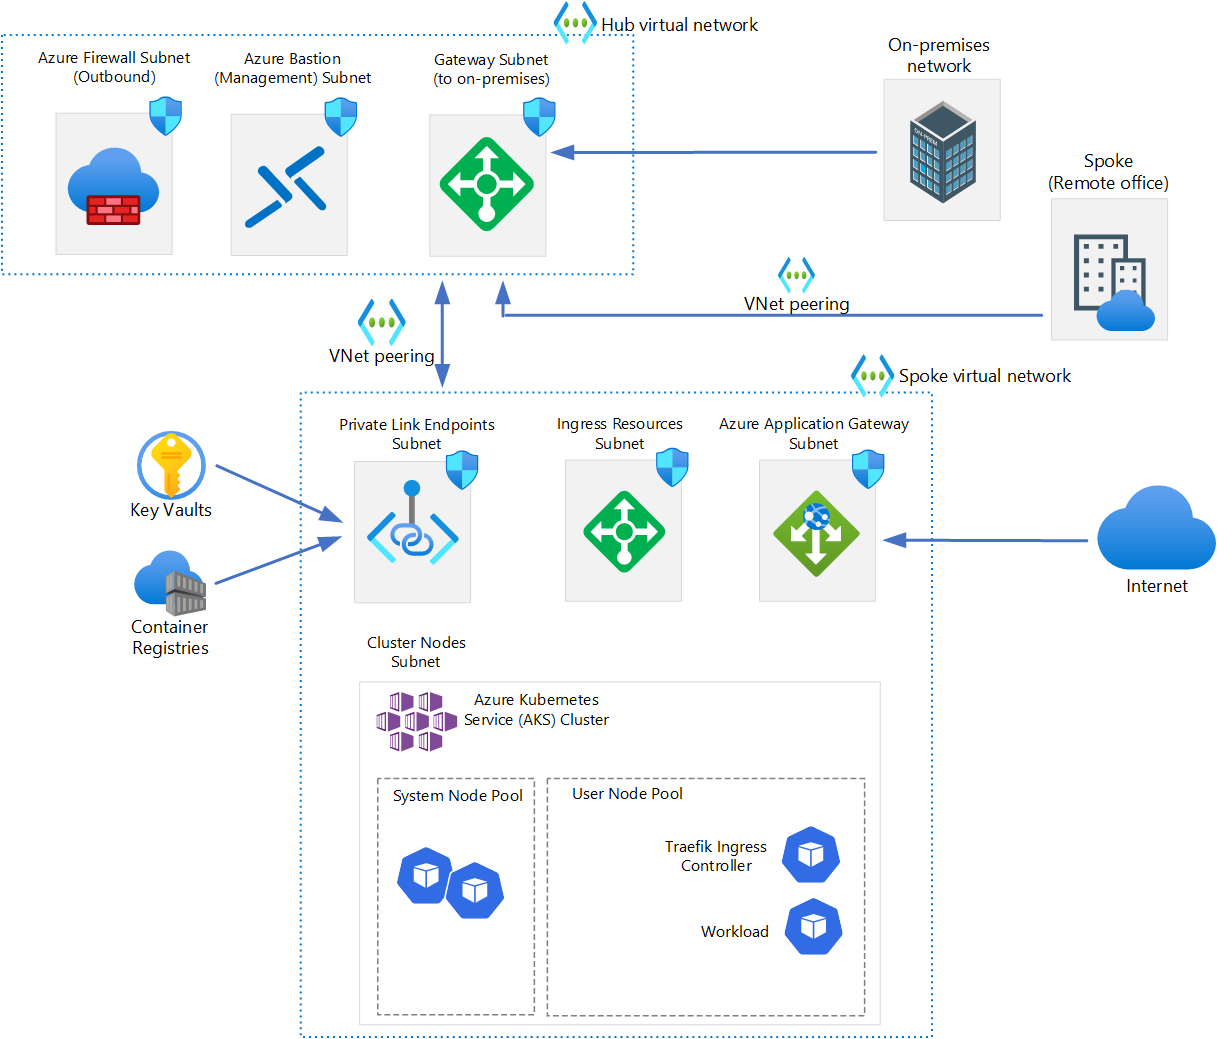 Hub virtual network
Azure Firewall Subnet
(Outbound)
Azure Bastion
(Management) Subnet
Gateway Subnet
(to on-premises)
On-premises
network
ON-PREM
Spoke
(Remote office)
VNet peering
VNet peering
Spoke virtual network
Private Link Endpoints
Subnet
Ingress Resources
Subnet
Azure Application Gateway
Subnet
Key Vaults
Container
Registries
Internet
Cluster Nodes
Subnet
Azure Kubernetes
Service (AKS) Cluster
System Node Pool
User Node Pool
Traefik Ingress
Controller
Workload